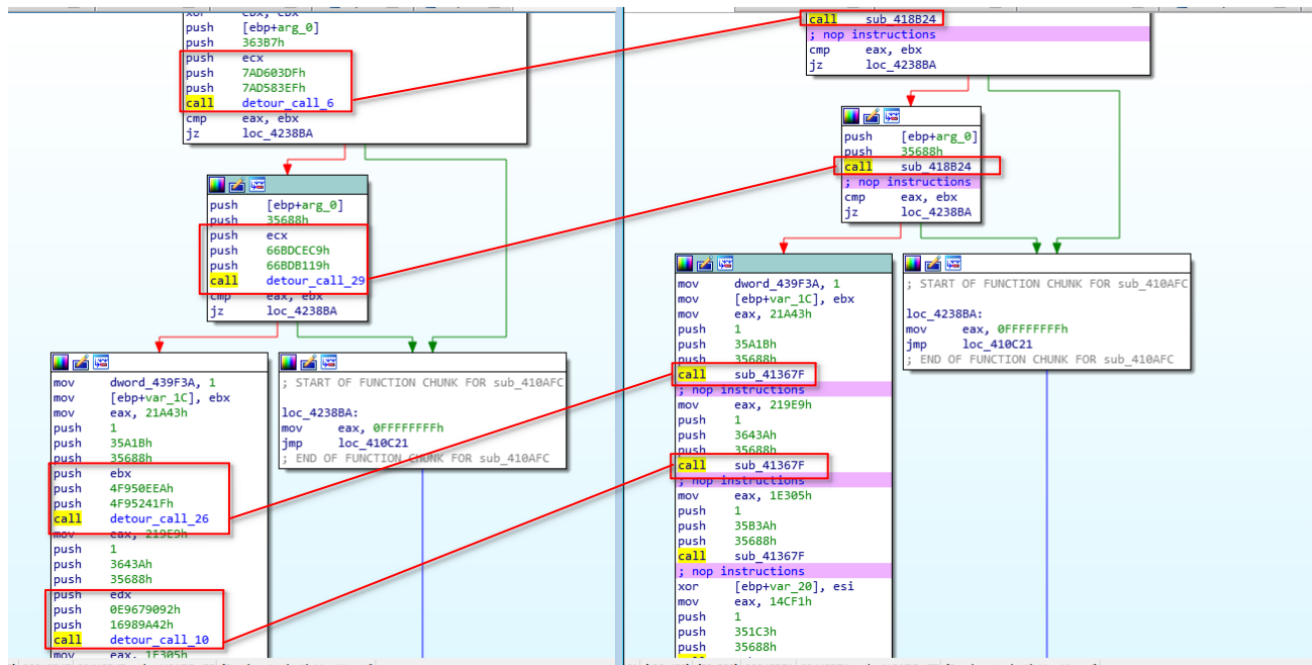 push    [ebp+arg_0]
push    363B7h
push    ecx
push    7AD603DFh
push    7AD583EFh
call    detour_call_6
cmp     eax, ebx
jz      loc_4238BA
push    [ebp+arg_0]
push    35688h
push    ecx
push    66BDCEC9h
push    66BDB119h
call    detour_call_29
cmp     eax, ebx
jz      loc_4238BA
mov     dword_439F3A, 1
mov     [ebp+var_1C], ebx
mov     eax, 21A43h
push    1
push    35A1Bh
push    35688h
push    ebx
push    4F950EEAh
push    4F95241Fh
call    detour_call_26
mov     eax, 219E9h
push    1
push    3643Ah
push    35688h
push    edx
push    0E9679092h
push    16989A42h
call    detour_call_10
mov     eax, 1E305h
; START OF FUNCTION CHUNK FOR sub_410AFC
loc_4238BA:
mov     eax, 0FFFFFFFFh
jmp     loc_410C21
; END OF FUNCTION CHUNK FOR sub_410AFC
call    sub_418B24
; nop instructions
cmp     eax, ebx
jz      loc_4238BA
push    [ebp+arg_0]
push    35688h
call    sub_418B24
; nop instructions
cmp     eax, ebx
jz      loc_4238BA
mov     dword_439F3A, 1
mov     [ebp+var_1C], ebx
mov     eax, 21A43h
push    1
push    35A1Bh
push    35688h
call    sub_41367F
; nop instructions
mov     eax, 219E9h
push    1
push    3643Ah
push    35688h
call    sub_41367F
; nop instructions
mov     eax, 1E305h
push    1
push    35B3Ah
push    35688h
call    sub_41367F
; nop instructions
xor     [ebp+var_20], esi
mov     eax, 14CF1h
push    1
push    351C3h
push    35688h
; START OF FUNCTION CHUNK FOR sub_410AFC
loc_4238BA:
mov     eax, 0FFFFFFFFh
jmp     loc_410C21
; END OF FUNCTION CHUNK FOR sub_410AFC